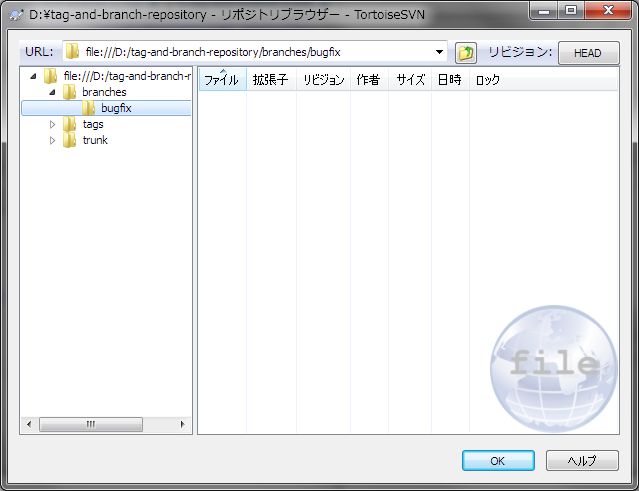 D:¥tag-and-branch-repository - リポジトリブラウザー - TortoiseSVN
URL: file:///D:/tag-and-branch-repository/branches/bugfix リビジョン: HEAD
file:///D:/tag-and-branch-r
branches
bugfix
tags
trunk
ファイル 拡張子 リビジョン 作者 サイズ 日時 ロック
file
OK ヘルプ